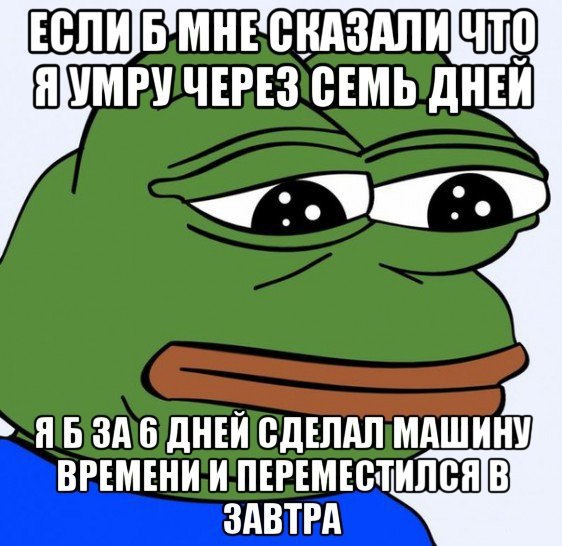 ЕСЛИ Б МНЕ СКАЗАЛИ ЧТО
Я УМРУ ЧЕРЕЗ СЕМЬ ДНЕЙ
Я Б ЗА 6 ДНЕЙ СДЕЛАЛ МАШИНУ
ВРЕМЕНИ И ПЕРЕМЕСТИЛСЯ В
ЗАВТРА